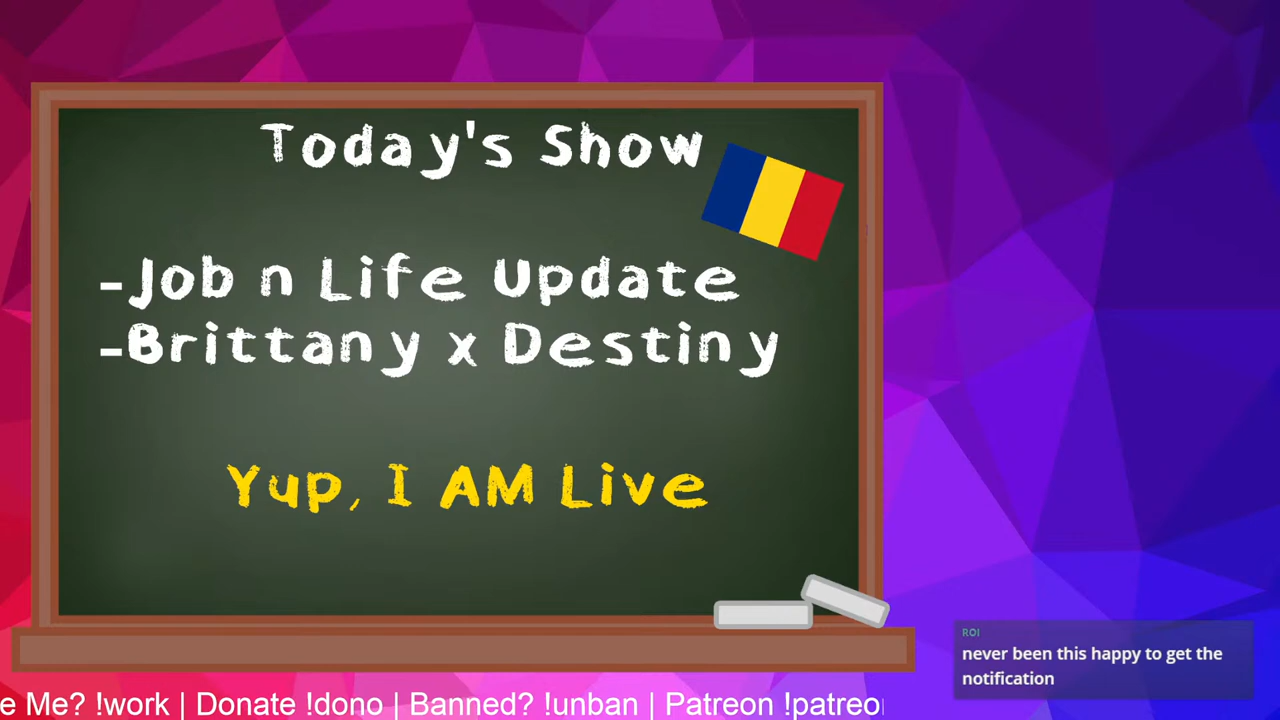 Today's Show
-Job n Life Update
-Brittany x Destiny
Yup, I AM Live
ROI
never been this happy to get the
notification
e Me? !work | Donate !dono | Banned? !unban | Patreon !patreo